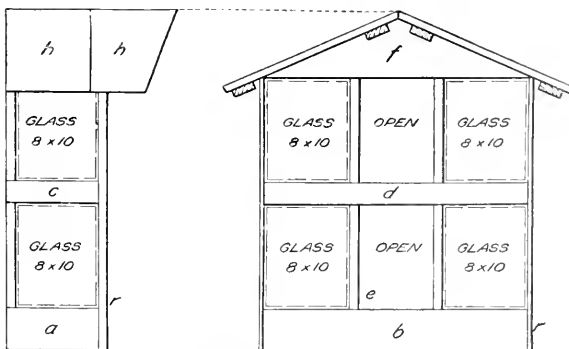 h h
GLASS
8 x 10
c
GLASS
8 x 10
a
r
f
GLASS
8 x 10
OPEN
GLASS
8 x 10
d
GLASS
8 x 10
OPEN
GLASS
8 x 10
e
b
r